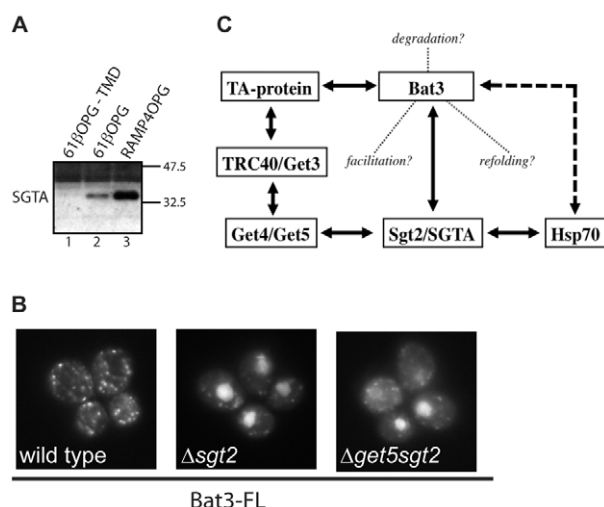 A
61βOPG - TMD
61βOPG
RAMP4OPG
47.5
SGTA
32.5
1 2 3
C
degradation?
TA-protein
Bat3
TRC40/Get3
facilitation?
refolding?
Get4/Get5
Sgt2/SGTA
Hsp70
B
wild type
Δsgt2
Δget5sgt2
Bat3-FL